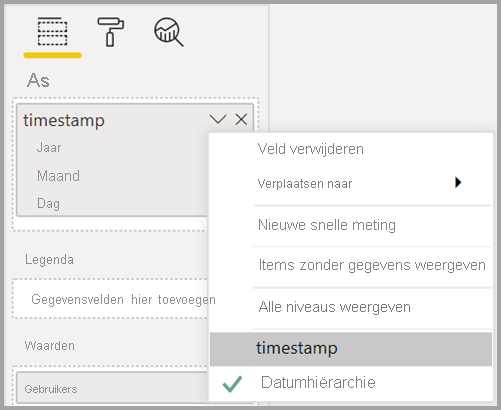 As
timestamp
Jaar
Maand
Dag
Legenda
Gegevensvelden hier toevoegen
Waarden
Gebruikers
Veld verwijderen
Verplaatsen naar
Nieuwe snelle meting
Items zonder gegevens weergeven
Alle niveaus weergeven
timestamp
Datumhiërarchie